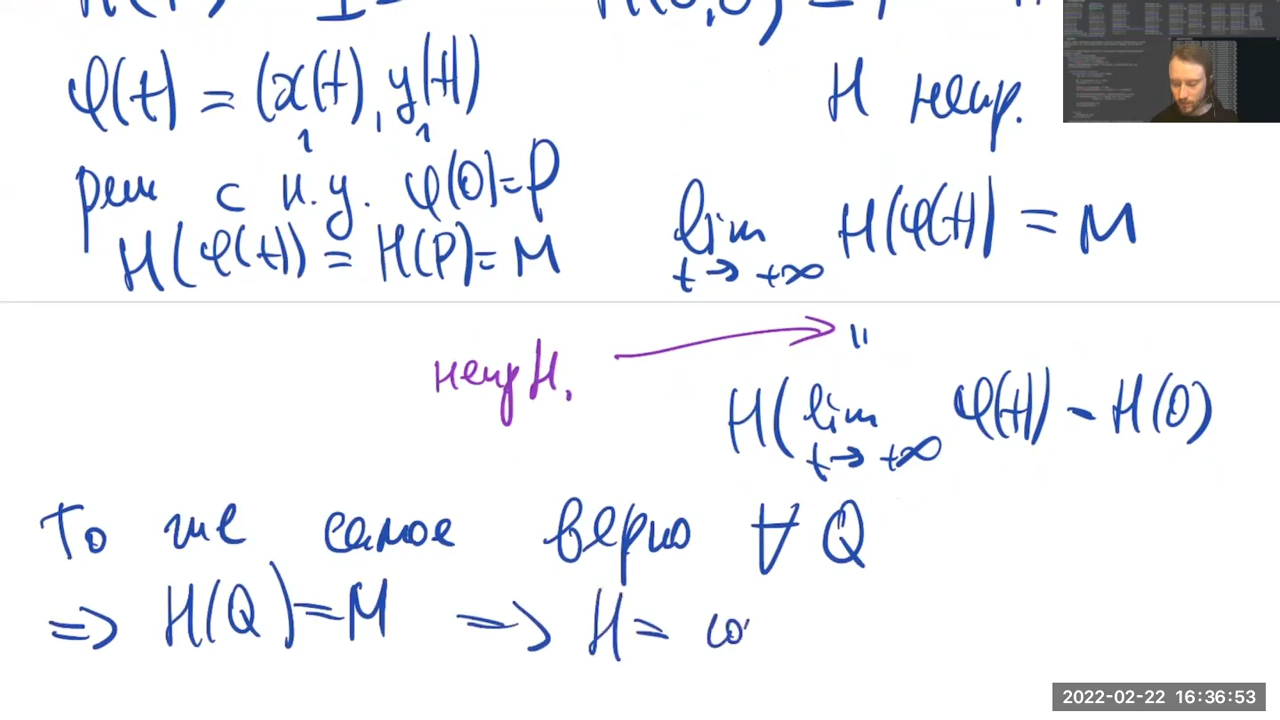 φ(t) = (x(t), y(t))
H непр.
реш с н.у. φ(0)=P
H(φ(t)) = H(P)=M
lim H(φ(t)) = M
t→+∞
непр H.
"
H(lim φ(t)) = H(0)
t→+∞
То же самое верно ∀ Q
=> H(Q)=M => H= co
2022-02-22 16:36:53